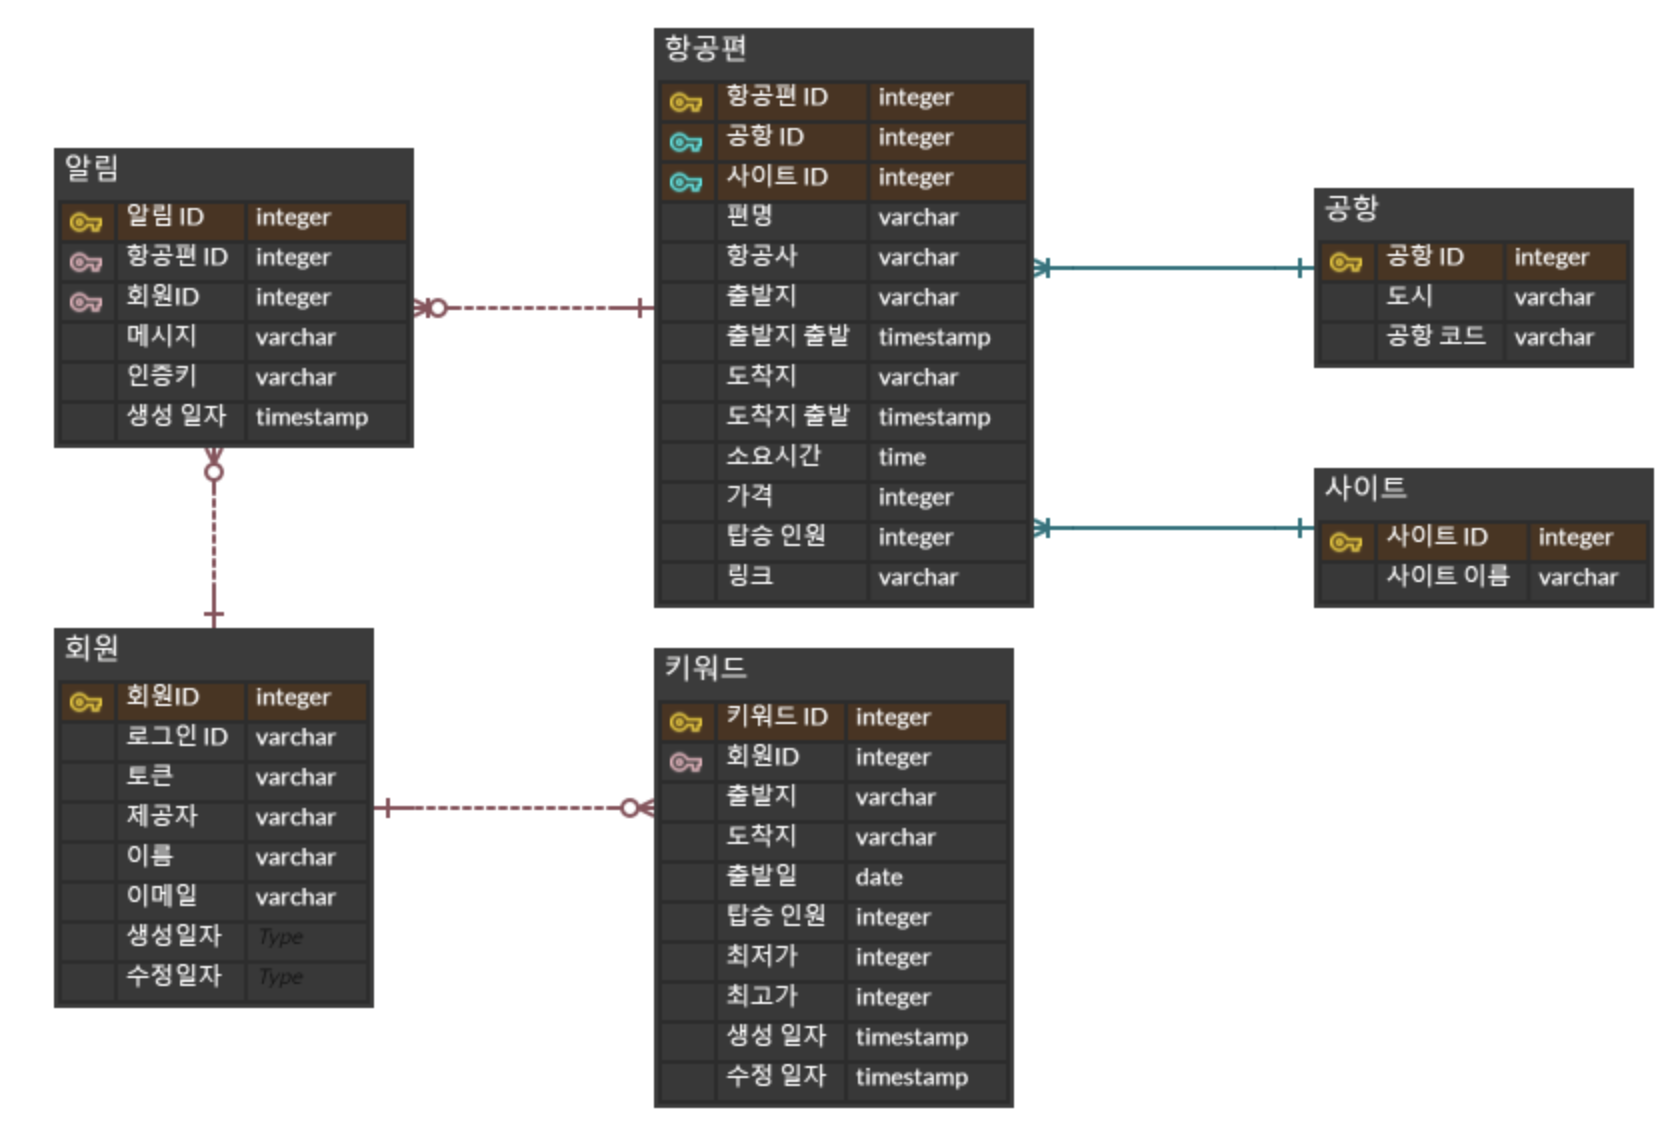 항공편
항공편 ID integer
공항 ID integer
사이트 ID integer
편명 varchar
항공사 varchar
출발지 varchar
출발지 출발 timestamp
도착지 varchar
도착지 출발 timestamp
소요시간 time
가격 integer
탑승 인원 integer
링크 varchar
알림
알림 ID integer
항공편 ID integer
회원ID integer
메시지 varchar
인증키 varchar
생성 일자 timestamp
공항
공항 ID integer
도시 varchar
공항 코드 varchar
사이트
사이트 ID integer
사이트 이름 varchar
회원
회원ID integer
로그인 ID varchar
토큰 varchar
제공자 varchar
이름 varchar
이메일 varchar
생성일자 Type
수정일자 Type
키워드
키워드 ID integer
회원ID integer
출발지 varchar
도착지 varchar
출발일 date
탑승 인원 integer
최저가 integer
최고가 integer
생성 일자 timestamp
수정 일자 timestamp